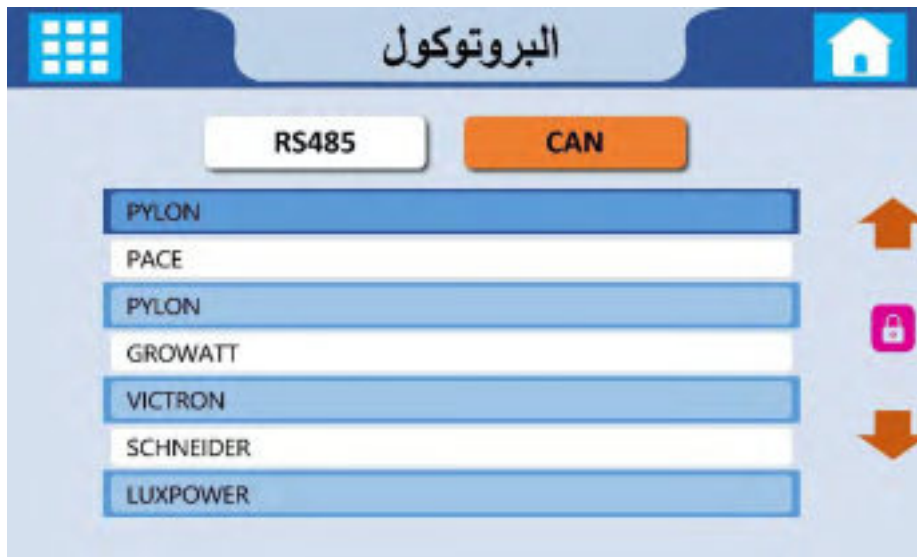 البروتوكول
RS485 CAN
PYLON
PACE
PYLON
GROWATT
VICTRON
SCHNEIDER
LUXPOWER